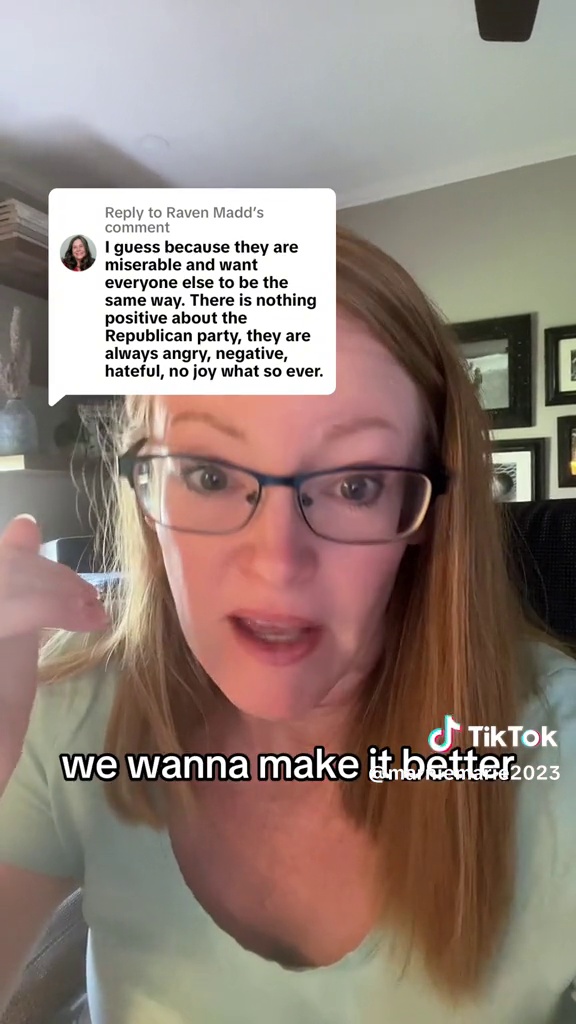 Reply to Raven Madd's
comment
I guess because they are
miserable and want
everyone else to be the
same way. There is nothing
positive about the
Republican party, they are
always angry, negative,
hateful, no joy what so ever.
TikTok
we wanna make it better
@marniemarie2023